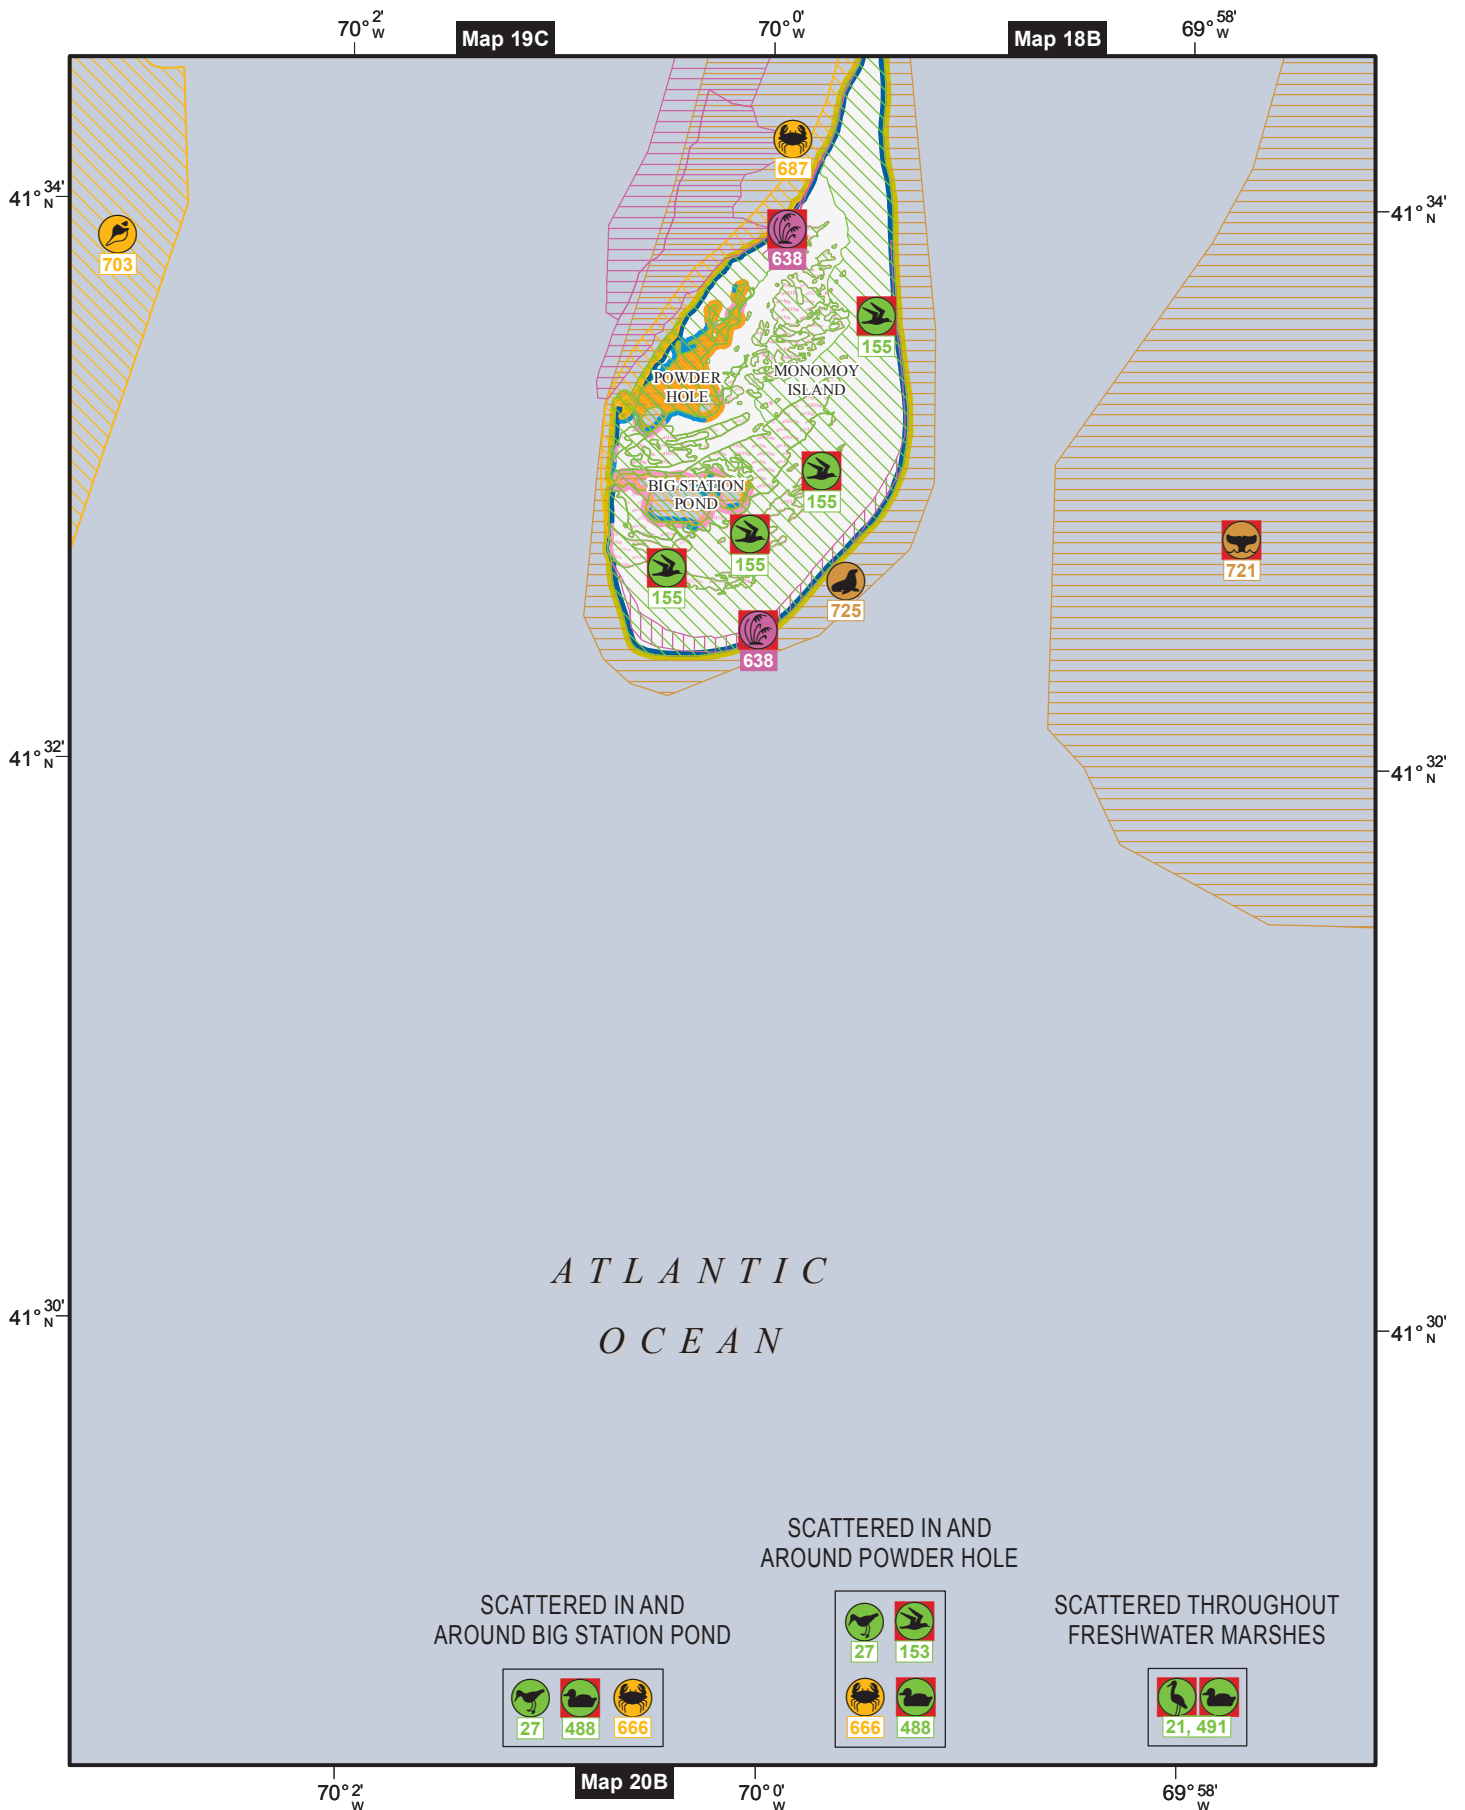 70° 2' W
Map 19C
70° 0' W
Map 18B
69° 58' W
41° 34' N
41° 34' N
687
703
638
155
POWDER
HOLE
MONOMOY
ISLAND
155
BIG STATION
POND
155
155
721
725
638
41° 32' N
41° 32' N
ATLANTIC
OCEAN
41° 30' N
41° 30' N
SCATTERED IN AND
AROUND POWDER HOLE
27
153
666
488
SCATTERED IN AND
AROUND BIG STATION POND
27
488
666
SCATTERED THROUGHOUT
FRESHWATER MARSHES
21, 491
70° 2' W
Map 20B
70° 0' W
69° 58' W